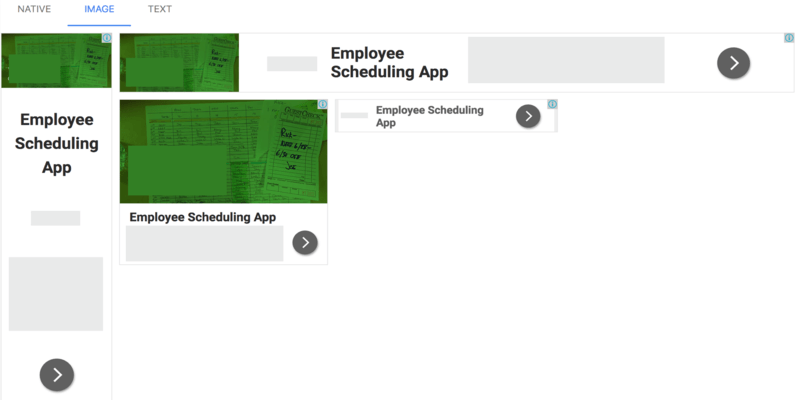 NATIVE
IMAGE
TEXT
Employee
Scheduling
App
Employee
Scheduling App
Employee Scheduling App
Employee Scheduling
App